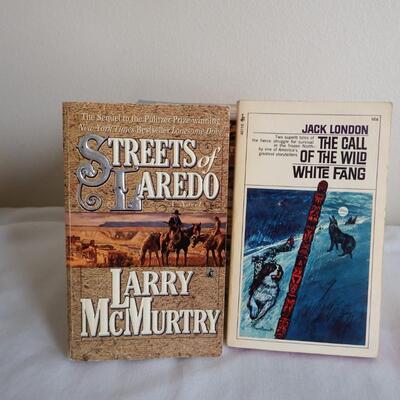 The Sequel to the Pulitzer Prize-winning
New York Times Bestseller Lonesome Dove
STREETS of
LAREDO
A Novel
LARRY
MCMURTRY
JACK LONDON
Two superb tales of
the fierce struggle for survival
in the frozen North—
by one of America's
greatest storytellers
THE CALL
OF THE WILD
WHITE FANG